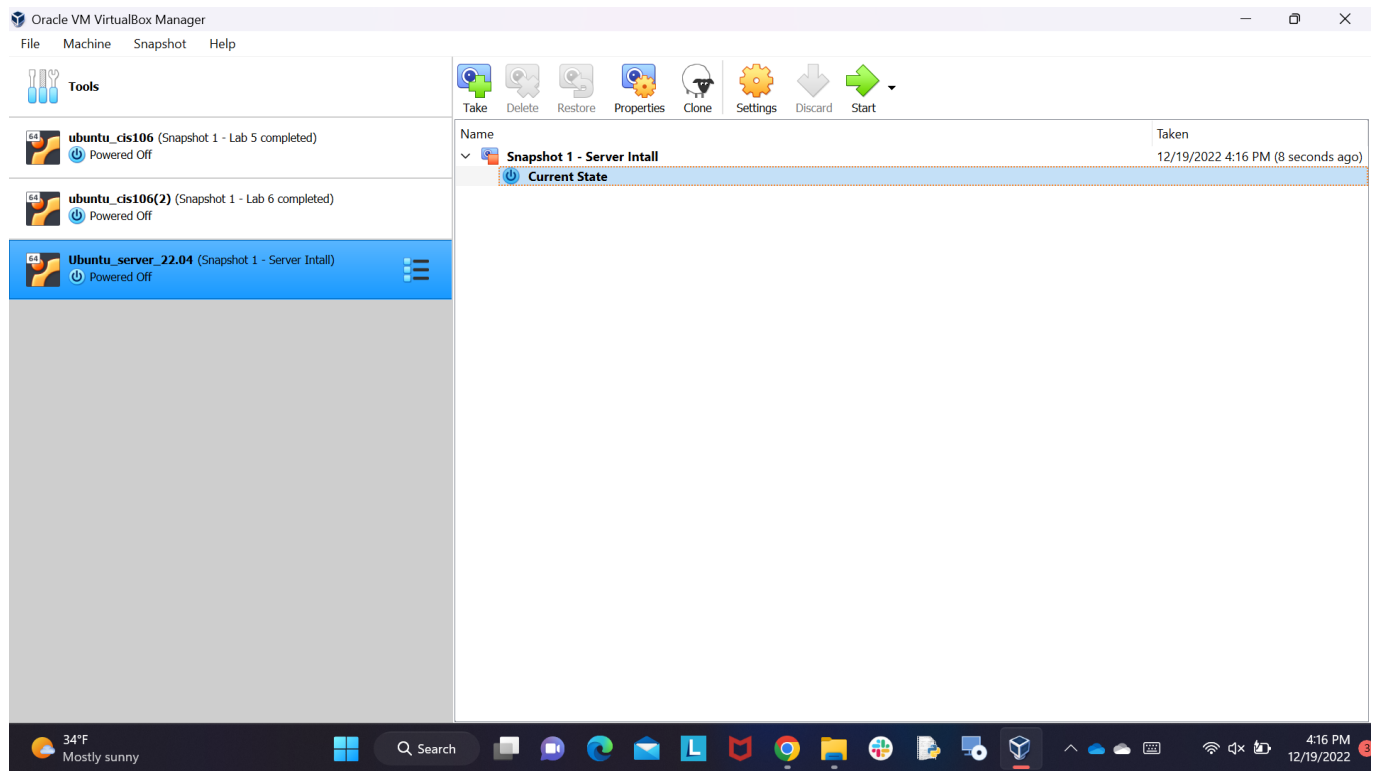 Oracle VM VirtualBox Manager
File Machine Snapshot Help
Tools
64
ubuntu_cis106 (Snapshot 1 - Lab 5 completed)
Powered Off
64
ubuntu_cis106(2) (Snapshot 1 - Lab 6 completed)
Powered Off
64
Ubuntu_server_22.04 (Snapshot 1 - Server Intall)
Powered Off
Take Delete Restore Properties Clone Settings Discard Start
Name Taken
Snapshot 1 - Server Intall 12/19/2022 4:16 PM (8 seconds ago)
Current State
34°F
Mostly sunny
Search
L
4:16 PM
12/19/2022
3